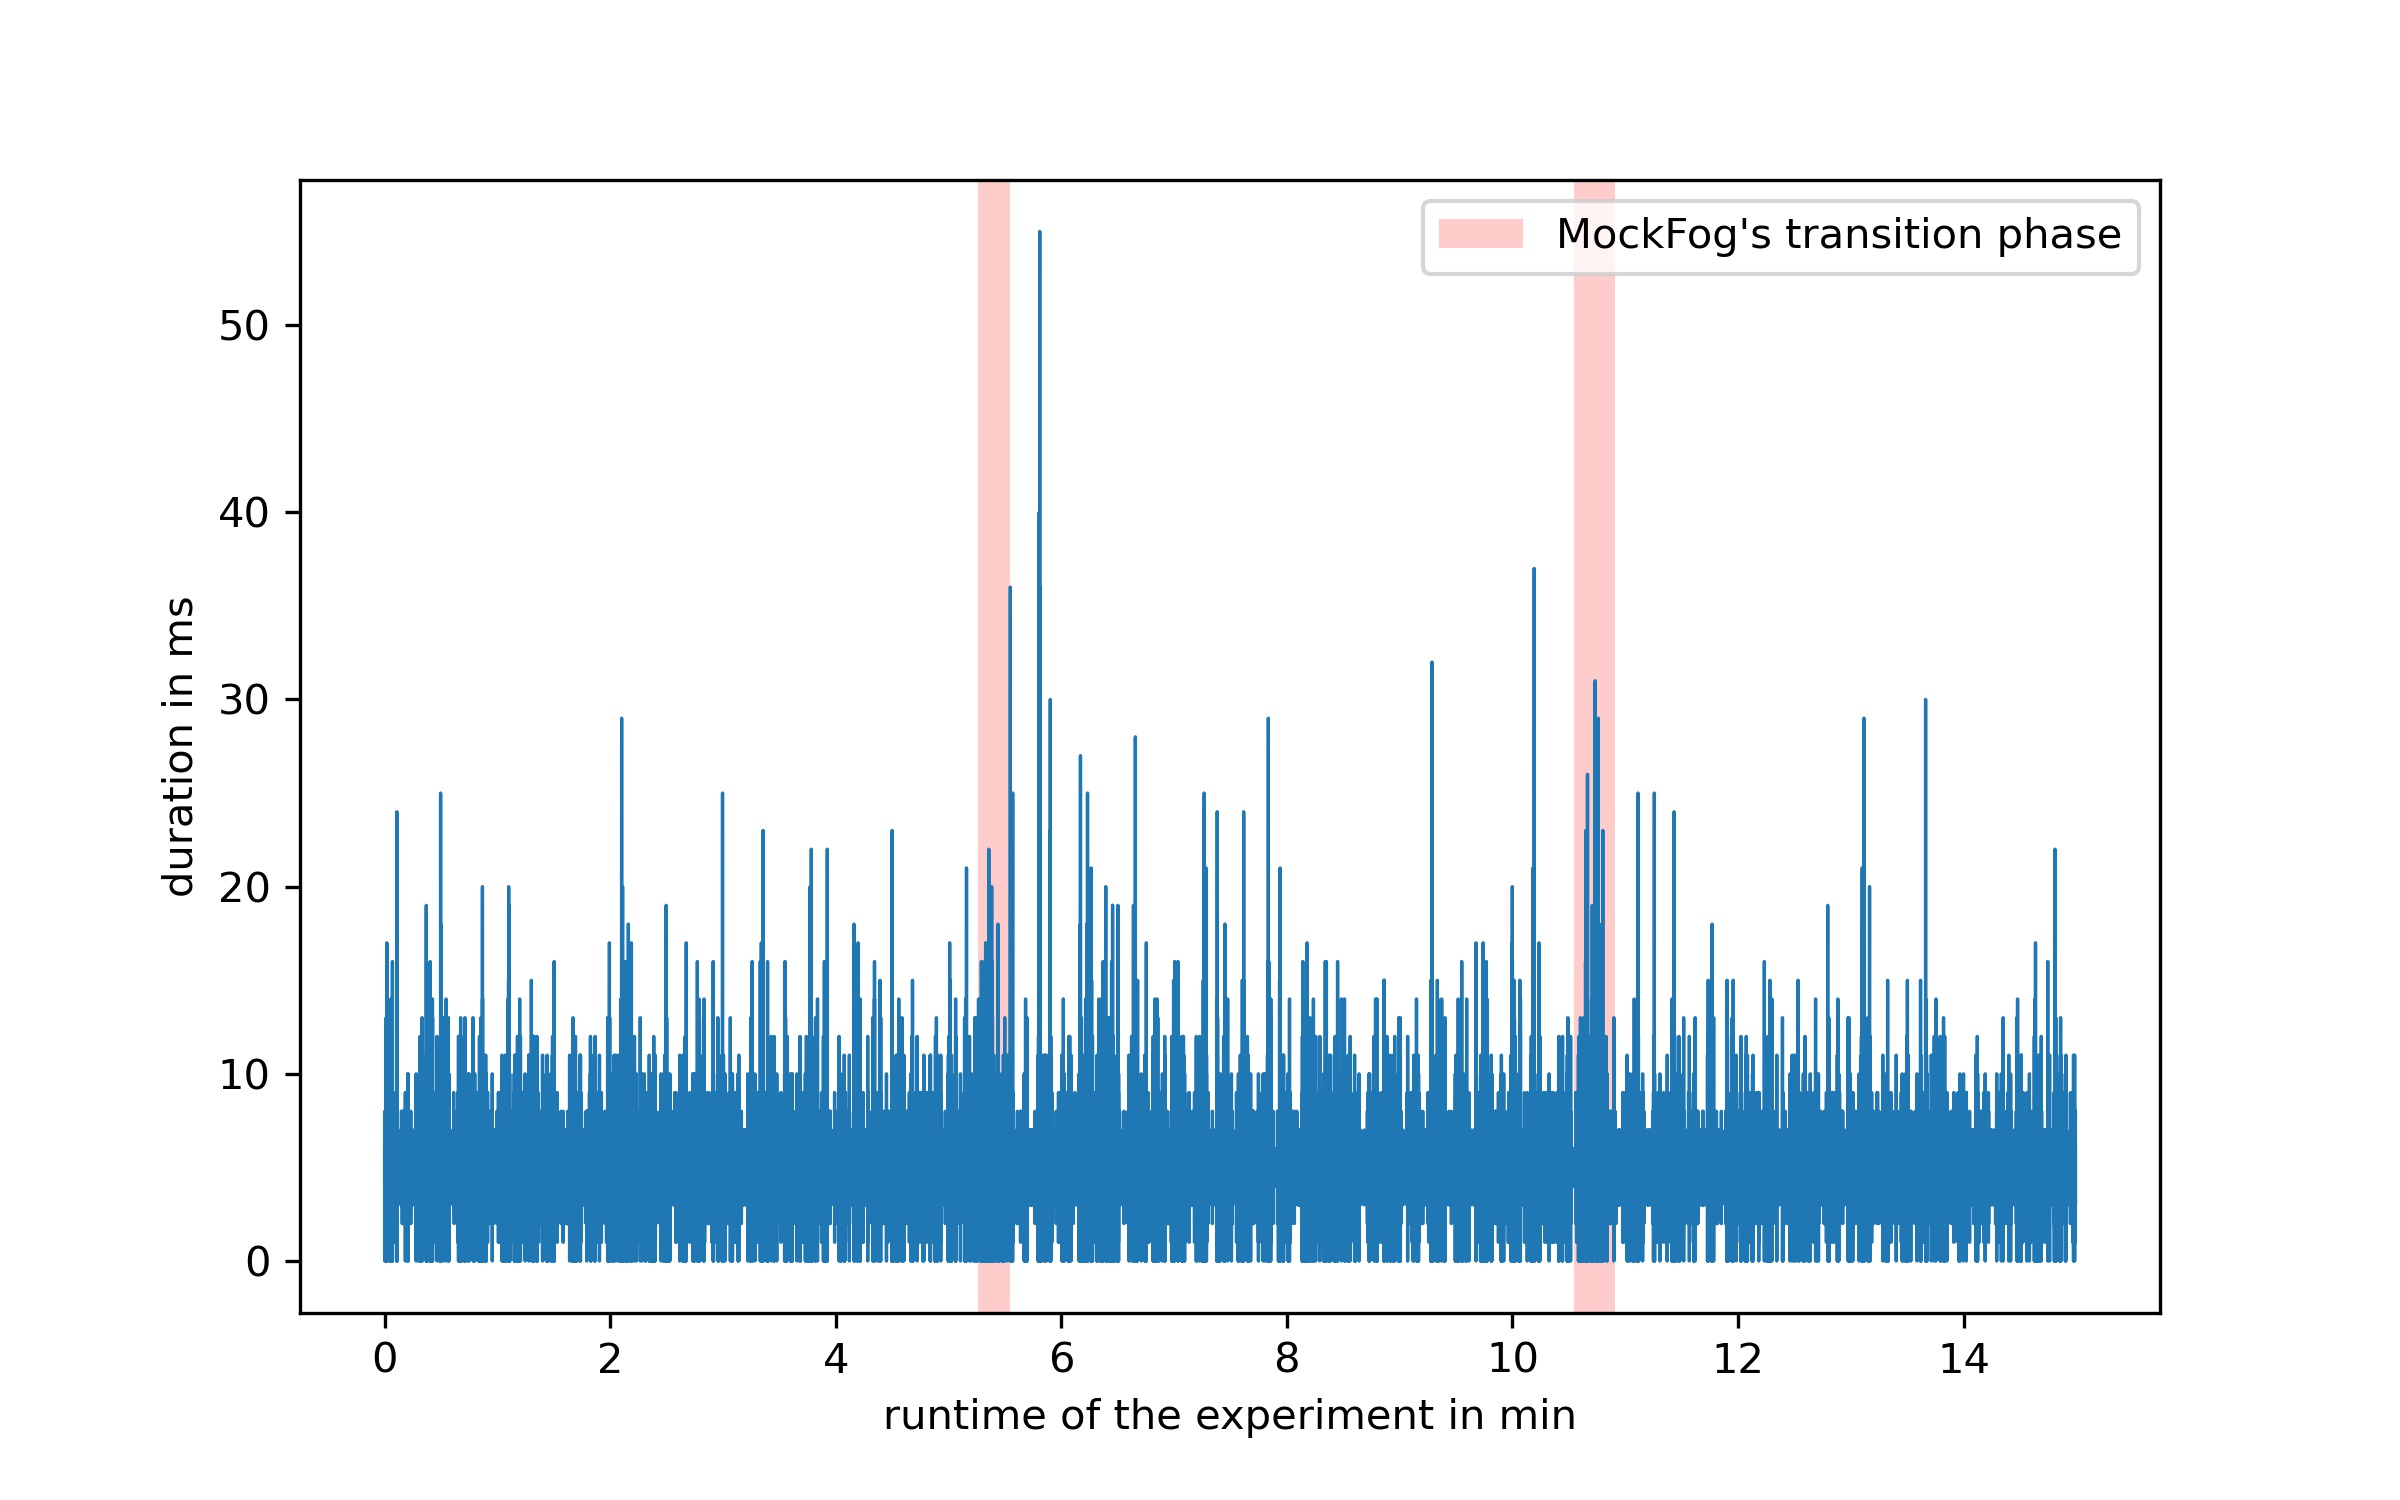 MockFog's transition phase
50
40
30
20
10
0
duration in ms
0 2 4 6 8 10 12 14
runtime of the experiment in min